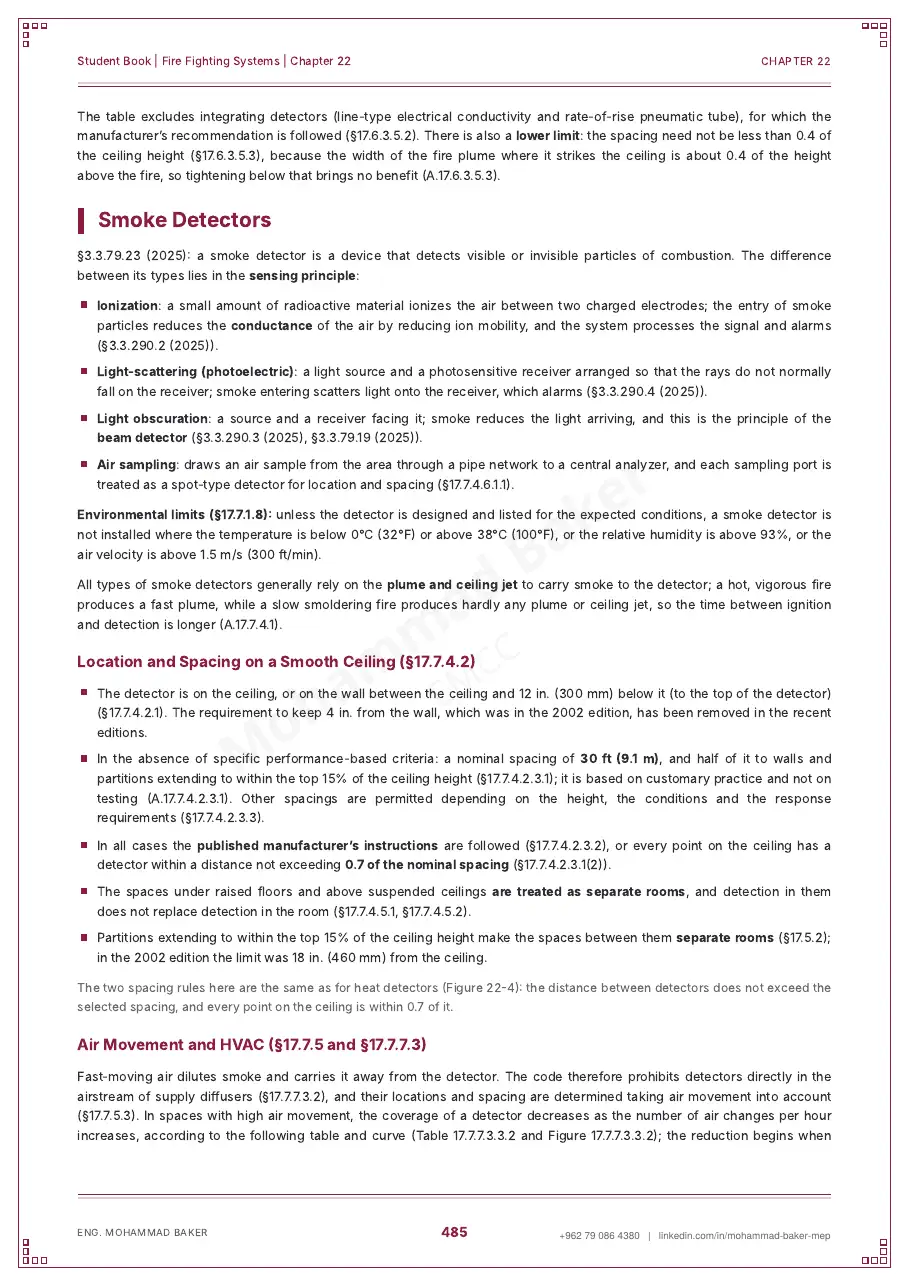 Student Book | Fire Fighting Systems | Chapter 22
CHAPTER 22
The table excludes integrating detectors (line-type electrical conductivity and rate-of-rise pneumatic tube), for which the
manufacturer's recommendation is followed (§17.6.3.5.2). There is also a lower limit: the spacing need not be less than 0.4 of
the ceiling height (§17.6.3.5.3), because the width of the fire plume where it strikes the ceiling is about 0.4 of the height
above the fire, so tightening below that brings no benefit (A.17.6.3.5.3).
Smoke Detectors
§3.3.79.23 (2025): a smoke detector is a device that detects visible or invisible particles of combustion. The difference
between its types lies in the sensing principle:
Ionization: a small amount of radioactive material ionizes the air between two charged electrodes; the entry of smoke
particles reduces the conductance of the air by reducing ion mobility, and the system processes the signal and alarms
(§3.3.290.2 (2025)).
Light-scattering (photoelectric): a light source and a photosensitive receiver arranged so that the rays do not normally
fall on the receiver; smoke entering scatters light onto the receiver, which alarms (§3.3.290.4 (2025)).
Light obscuration: a source and a receiver facing it; smoke reduces the light arriving, and this is the principle of the
beam detector (§3.3.290.3 (2025), §3.3.79.19 (2025)).
Air sampling: draws an air sample from the area through a pipe network to a central analyzer, and each sampling port is
treated as a spot-type detector for location and spacing (§17.7.4.6.1.1).
Environmental limits (§17.7.1.8): unless the detector is designed and listed for the expected conditions, a smoke detector is
not installed where the temperature is below 0°C (32°F) or above 38°C (100°F), or the relative humidity is above 93%, or the
air velocity is above 1.5 m/s (300 ft/min).
All types of smoke detectors generally rely on the plume and ceiling jet to carry smoke to the detector; a hot, vigorous fire
produces a fast plume, while a slow smoldering fire produces hardly any plume or ceiling jet, so the time between ignition
and detection is longer (A.17.7.4.1).
Location and Spacing on a Smooth Ceiling (§17.7.4.2)
The detector is on the ceiling, or on the wall between the ceiling and 12 in. (300 mm) below it (to the top of the detector)
(§17.7.4.2.1). The requirement to keep 4 in. from the wall, which was in the 2002 edition, has been removed in the recent
editions.
In the absence of specific performance-based criteria: a nominal spacing of 30 ft (9.1 m), and half of it to walls and
partitions extending to within the top 15% of the ceiling height (§17.7.4.2.3.1); it is based on customary practice and not on
testing (A.17.7.4.2.3.1). Other spacings are permitted depending on the height, the conditions and the response
requirements (§17.7.4.2.3.3).
In all cases the published manufacturer's instructions are followed (§17.7.4.2.3.2), or every point on the ceiling has a
detector within a distance not exceeding 0.7 of the nominal spacing (§17.7.4.2.3.1(2)).
The spaces under raised floors and above suspended ceilings are treated as separate rooms, and detection in them
does not replace detection in the room (§17.7.4.5.1, §17.7.4.5.2).
Partitions extending to within the top 15% of the ceiling height make the spaces between them separate rooms (§17.5.2);
in the 2002 edition the limit was 18 in. (460 mm) from the ceiling.
The two spacing rules here are the same as for heat detectors (Figure 22-4): the distance between detectors does not exceed the
selected spacing, and every point on the ceiling is within 0.7 of it.
Air Movement and HVAC (§17.7.5 and §17.7.7.3)
Fast-moving air dilutes smoke and carries it away from the detector. The code therefore prohibits detectors directly in the
airstream of supply diffusers (§17.7.7.3.2), and their locations and spacing are determined taking air movement into account
(§17.7.5.3). In spaces with high air movement, the coverage of a detector decreases as the number of air changes per hour
increases, according to the following table and curve (Table 17.7.7.3.3.2 and Figure 17.7.7.3.3.2); the reduction begins when
Mohammad Baker
ENG. MOHAMMAD BAKER
485
+962 79 086 4380 | linkedin.com/in/mohammad-baker-mep